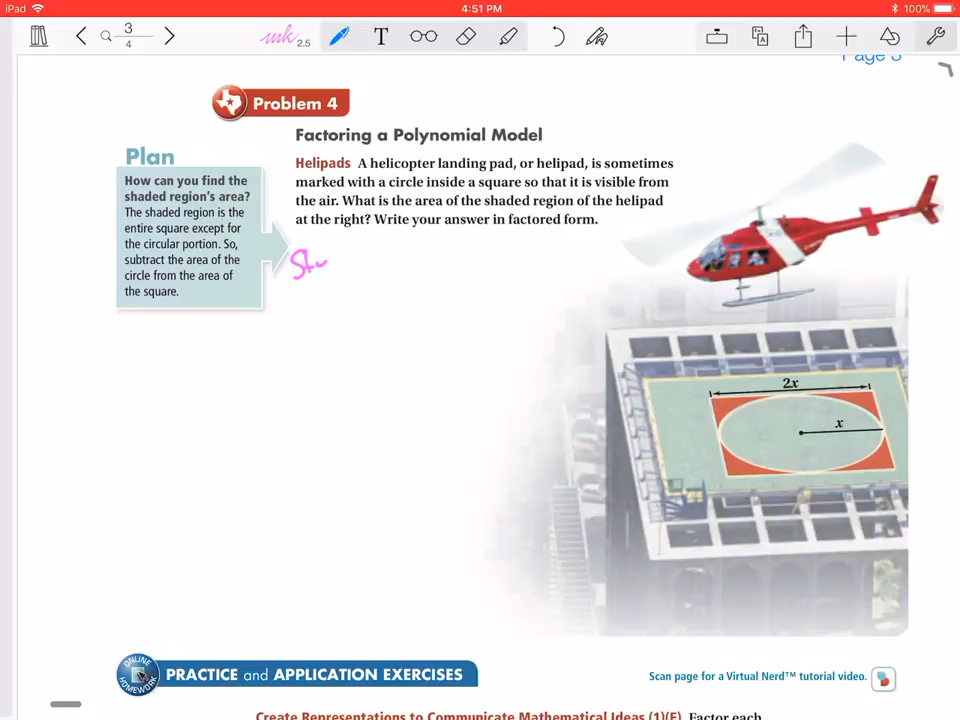 iPad
4:51 PM
100%
3
4
2.5
T
Page 3
Problem 4
Factoring a Polynomial Model
Plan
How can you find the
shaded region's area?
The shaded region is the
entire square except for
the circular portion. So,
subtract the area of the
circle from the area of
the square.
Helipads A helicopter landing pad, or helipad, is sometimes
marked with a circle inside a square so that it is visible from
the air. What is the area of the shaded region of the helipad
at the right? Write your answer in factored form.
2x
x
ONLINE
HOMEWORK
PRACTICE and APPLICATION EXERCISES
Scan page for a Virtual Nerd™ tutorial video.
Create Representations to Communicate Mathematical Ideas (1)(E) Factor each